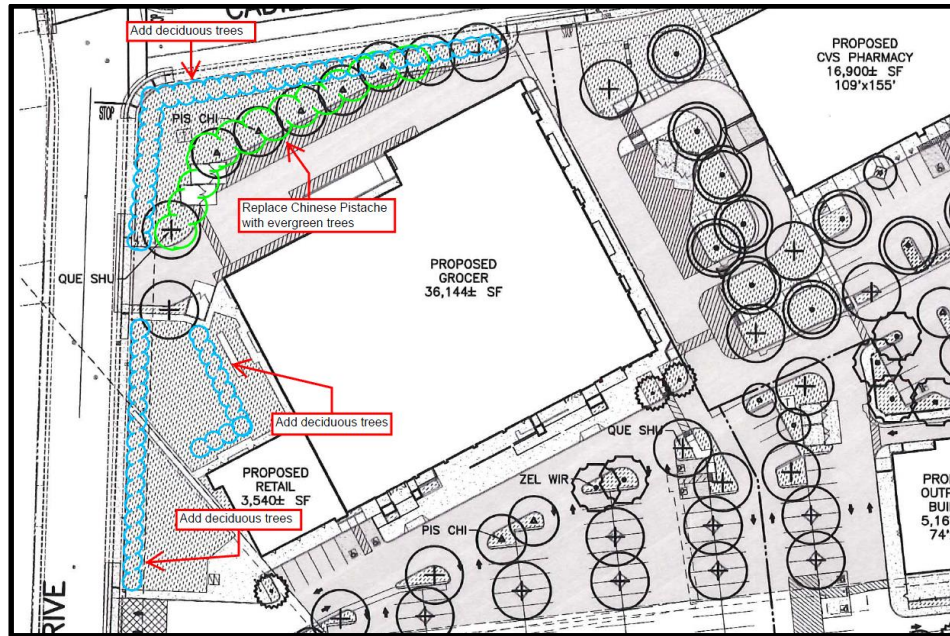 Add deciduous trees
STOP
PIS CHI
STOP
PROPOSED
CVS PHARMACY
16,900± SF
109'x155'
Replace Chinese Pistache
with evergreen trees
QUE SHU
PROPOSED
GROCER
36,144± SF
Add deciduous trees
QUE SHU
PROPOSED
RETAIL
3,540± SF
ZEL WIR
Add deciduous trees
PIS CHI
74'